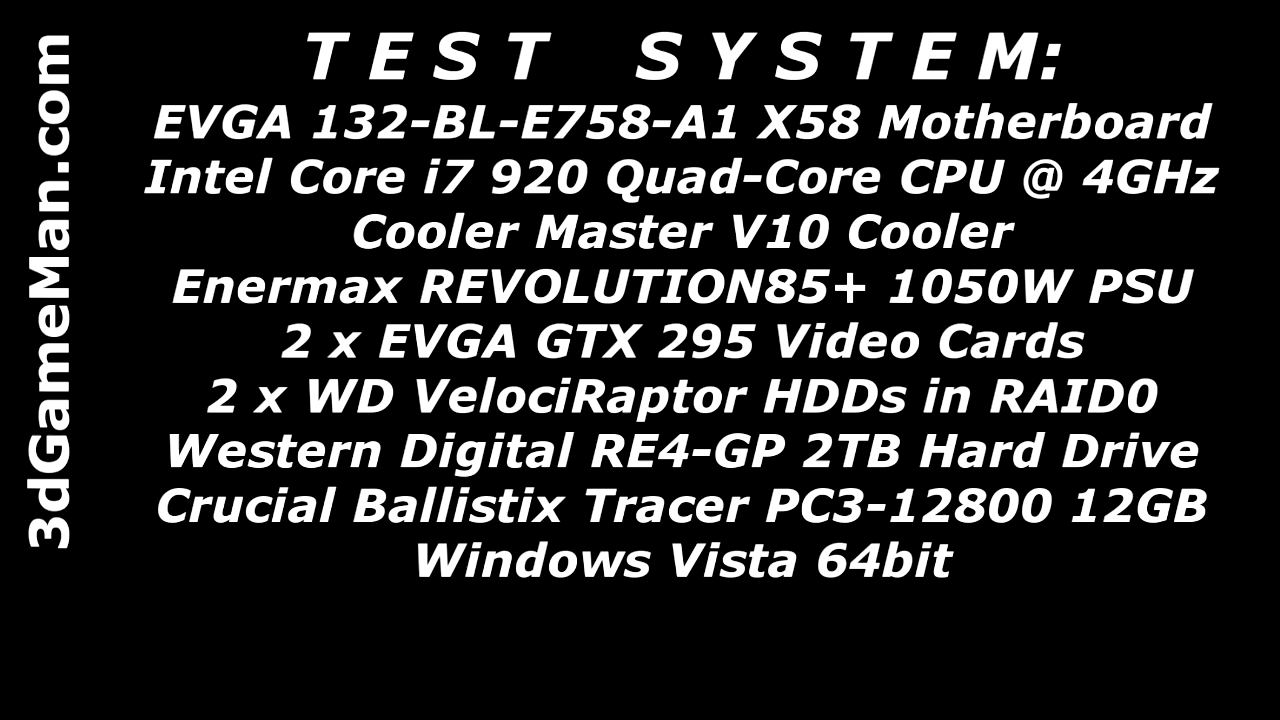 T E S T   S Y S T E M:
EVGA 132-BL-E758-A1 X58 Motherboard
Intel Core i7 920 Quad-Core CPU @ 4GHz
Cooler Master V10 Cooler
Enermax REVOLUTION85+ 1050W PSU
2 x EVGA GTX 295 Video Cards
2 x WD VelociRaptor HDDs in RAID0
Western Digital RE4-GP 2TB Hard Drive
Crucial Ballistix Tracer PC3-12800 12GB
Windows Vista 64bit
3dGameMan.com